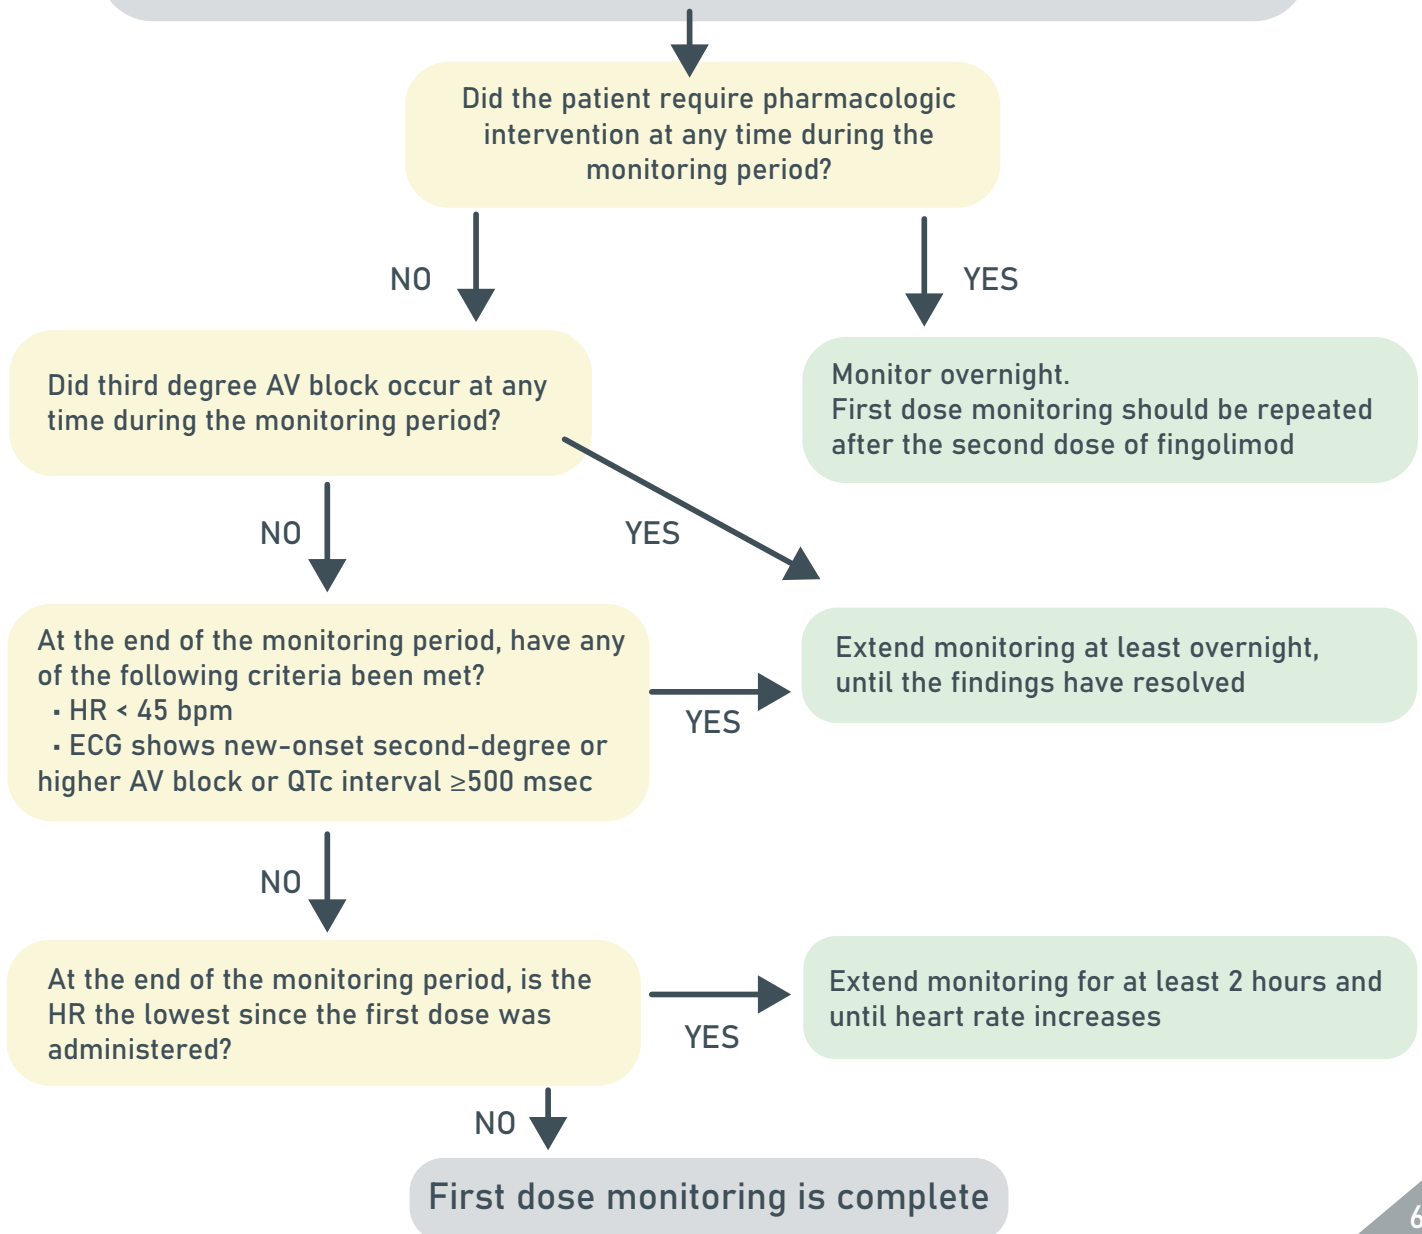 Did the patient require pharmacologic
intervention at any time during the
monitoring period?
NO
YES
Did third degree AV block occur at any
time during the monitoring period?
Monitor overnight.
First dose monitoring should be repeated
after the second dose of fingolimod
NO
YES
At the end of the monitoring period, have any
of the following criteria been met?
▪ HR < 45 bpm
▪ ECG shows new-onset second-degree or
higher AV block or QTc interval ≥500 msec
YES
Extend monitoring at least overnight,
until the findings have resolved
NO
At the end of the monitoring period, is the
HR the lowest since the first dose was
administered?
YES
Extend monitoring for at least 2 hours and
until heart rate increases
NO
First dose monitoring is complete
6